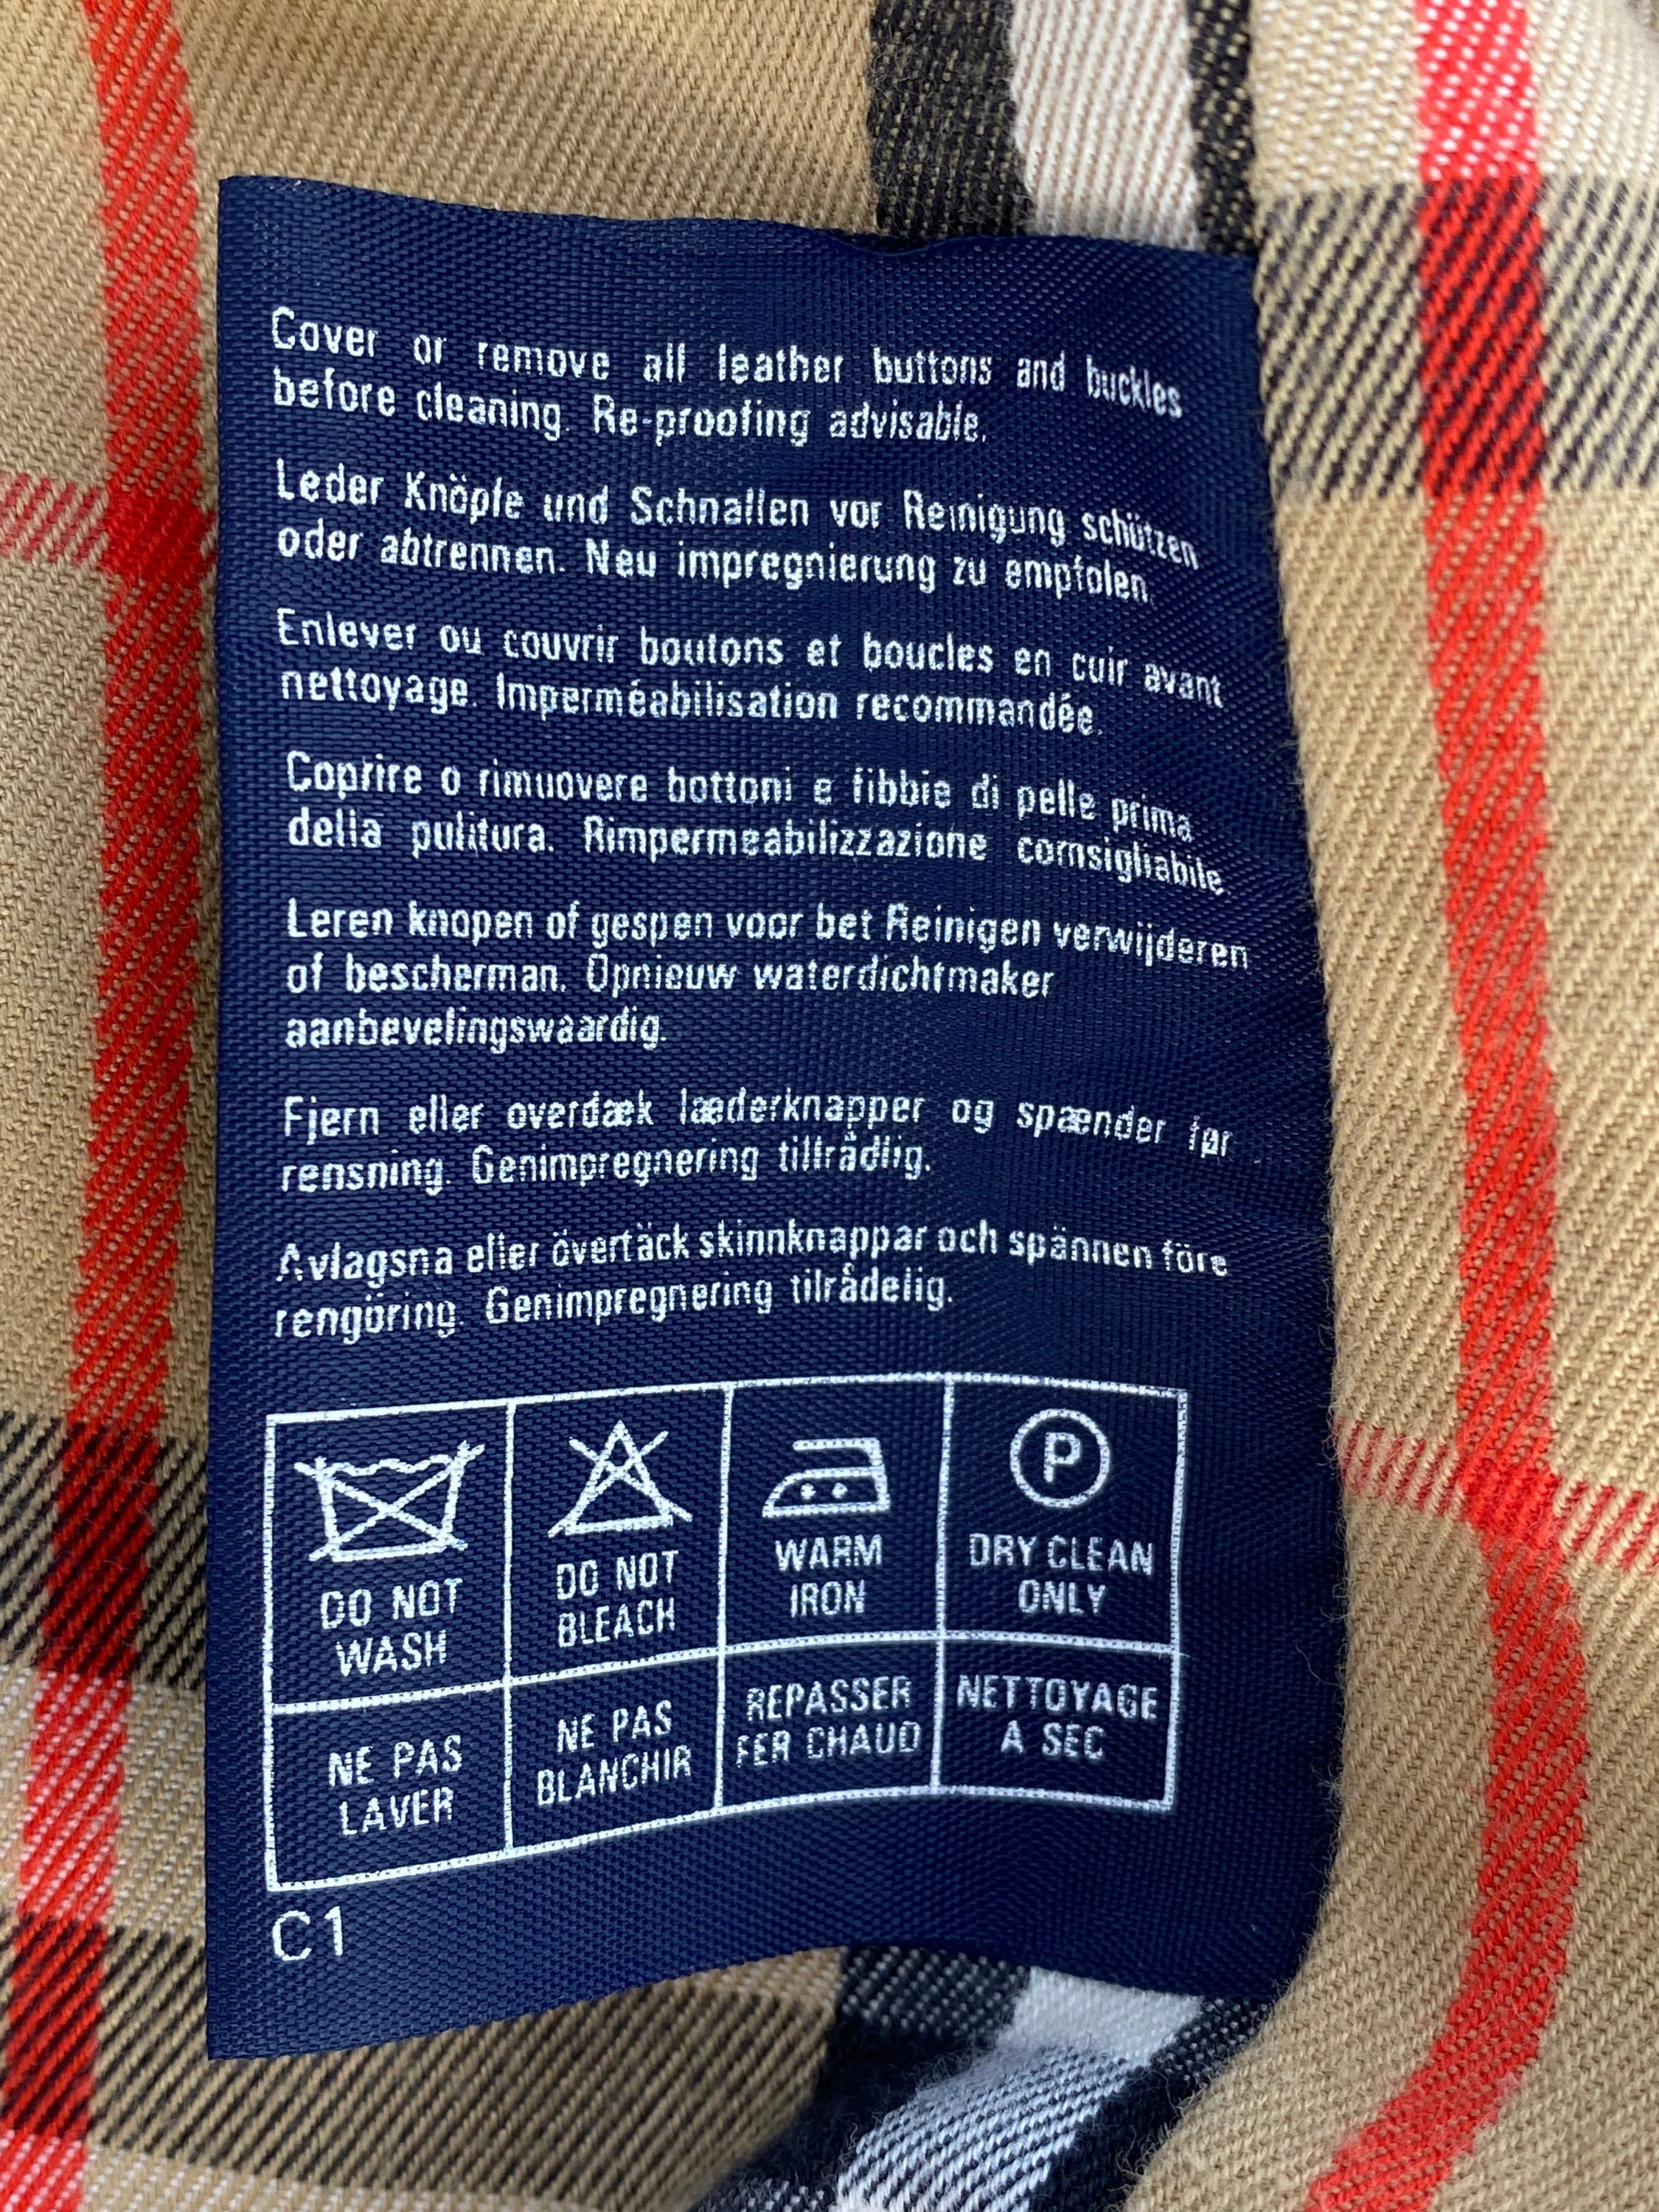 Cover or remove all leather buttons and buckles
before cleaning. Re-proofing advisable.
Leder Knöpfe und Schnallen vor Reinigung schützen
oder abtrennen. Neu impregnierung zu empfolen.
Enlever ou couvrir boutons et boucles en cuir avant
nettoyage. Imperméabilisation recommandée.
Coprire o rimuovere bottoni e fibbie di pelle prima
della pulitura. Rimpermeabilizzazione cornsigliabile.
Leren knopen of gespen voor bet Reinigen verwijderen
of bescherman. Opnieuw waterdichtmaker
aanbevelingswaardig.
Fjern eller overdæk læderknapper og spænder før
rensning. Genimpregnering tillrådlig.
Avlagsna eller övertäck skinnknappar och spännen före
rengöring. Genimpregnering tilrådelig.
DO NOT
WASH
DO NOT
BLEACH
WARM
IRON
P
DRY CLEAN
ONLY
NE PAS
LAVER
NE PAS
BLANCHIR
REPASSER
FER CHAUD
NETTOYAGE
A SEC
C1